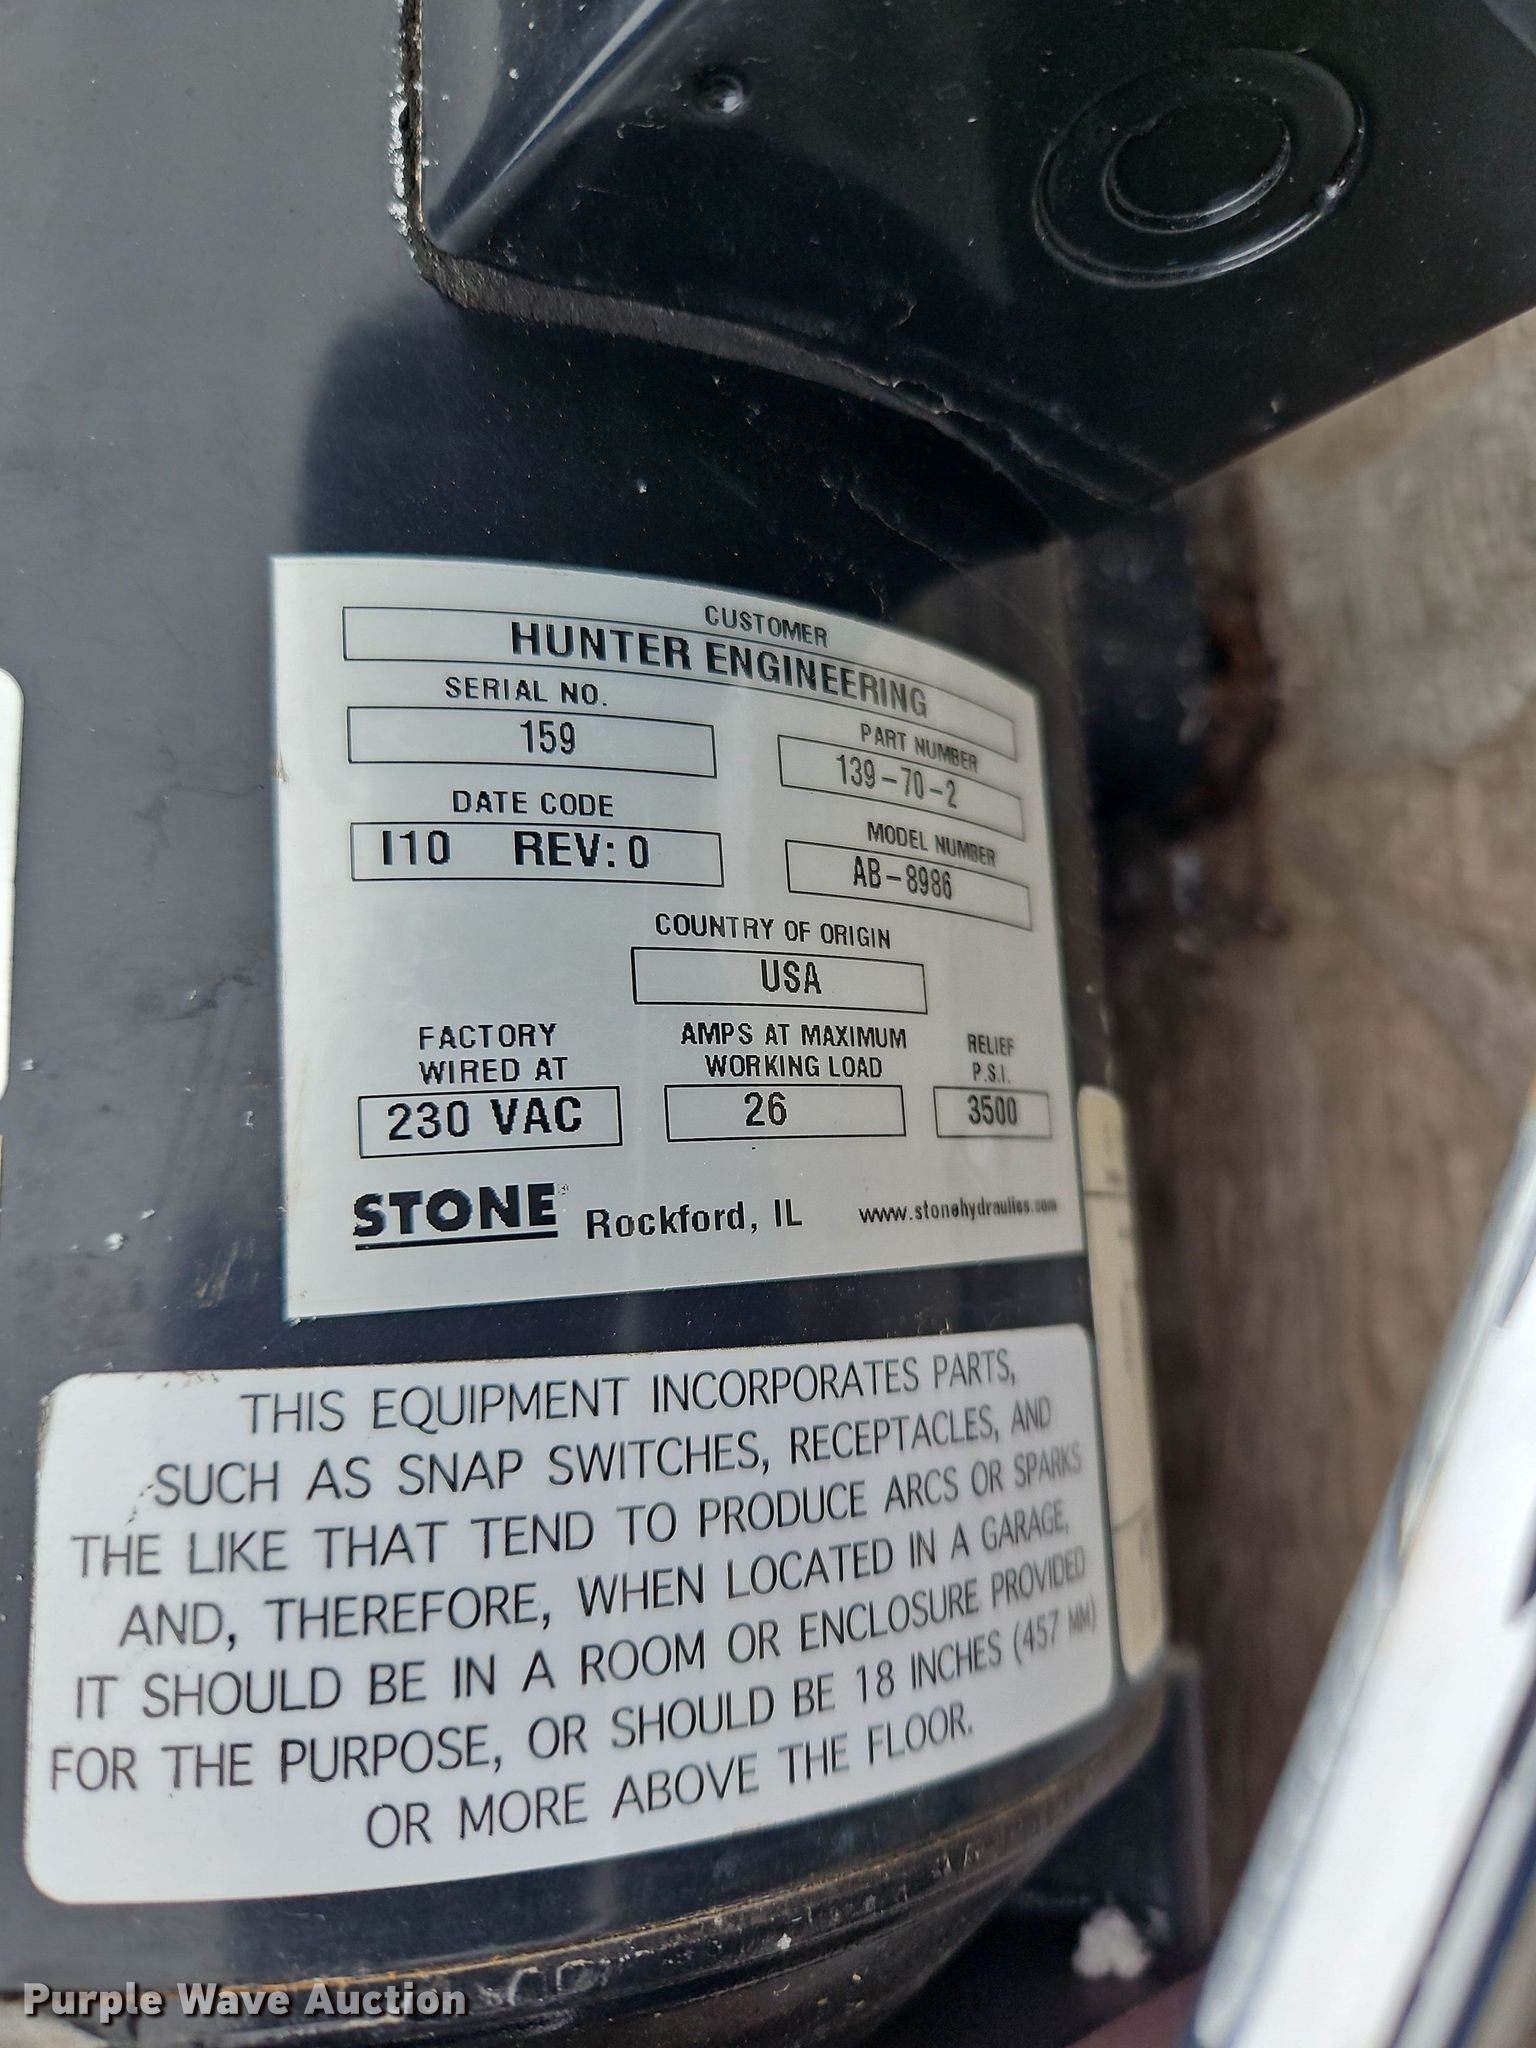 CUSTOMER
HUNTER ENGINEERING
SERIAL NO.
159
PART NUMBER
139-70-2
DATE CODE
I10 REV: 0
MODEL NUMBER
AB-8986
COUNTRY OF ORIGIN
USA
FACTORY
WIRED AT
230 VAC
AMPS AT MAXIMUM
WORKING LOAD
26
RELIEF
P.S.I.
3500
STONE® Rockford, IL www.stonehydraulics.com
THIS EQUIPMENT INCORPORATES PARTS,
SUCH AS SNAP SWITCHES, RECEPTACLES, AND
THE LIKE THAT TEND TO PRODUCE ARCS OR SPARKS
AND, THEREFORE, WHEN LOCATED IN A GARAGE,
IT SHOULD BE IN A ROOM OR ENCLOSURE PROVIDED
FOR THE PURPOSE, OR SHOULD BE 18 INCHES (457 MM)
OR MORE ABOVE THE FLOOR.
Purple Wave Auction